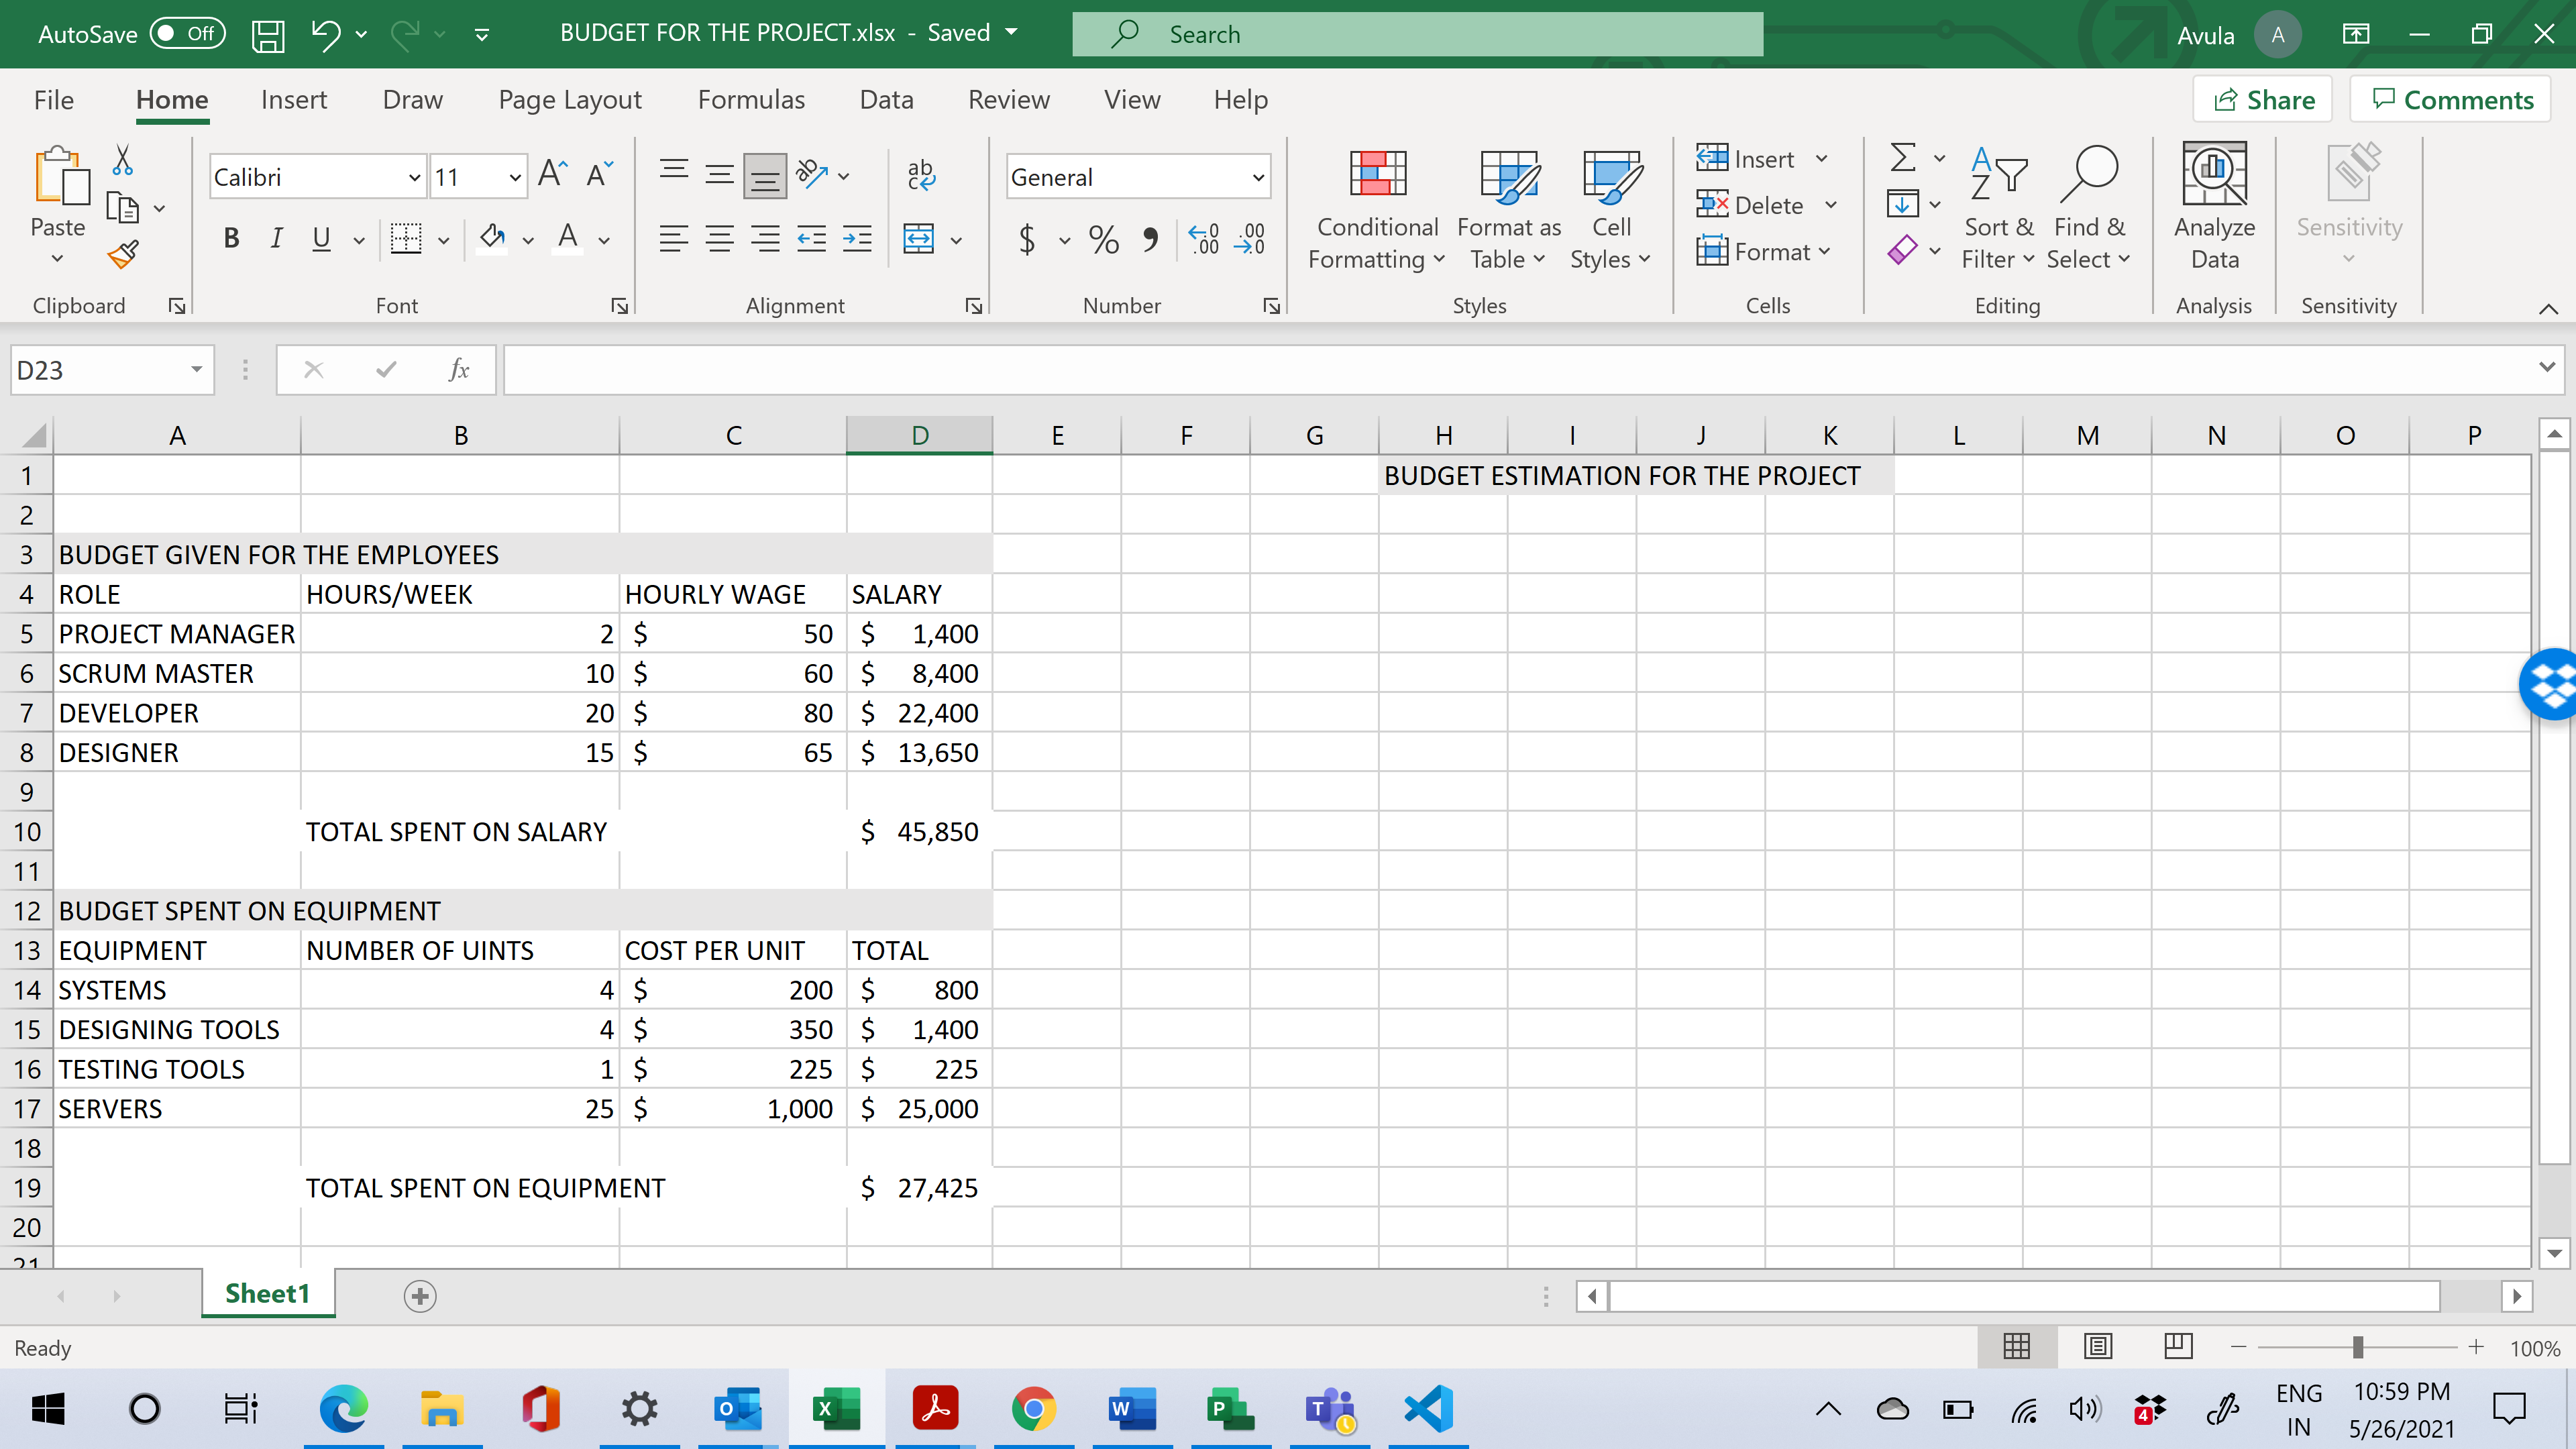 AutoSave Off BUDGET FOR THE PROJECT.xlsx - Saved Search Avula A
File Home Insert Draw Page Layout Formulas Data Review View Help Share Comments
Paste Calibri 11 A A ab ab c General Conditional Formatting Format as Table Cell Styles Insert Delete Format Sort & Filter Find & Select Analyze Data Sensitivity
B I U A $ % , .0 .00 .00 .0
Clipboard Font Alignment Number Styles Cells Editing Analysis Sensitivity
D23 fx
A B C D E F G H I J K L M N O P
1 BUDGET ESTIMATION FOR THE PROJECT
2
3 BUDGET GIVEN FOR THE EMPLOYEES
4 ROLE HOURS/WEEK HOURLY WAGE SALARY
5 PROJECT MANAGER 2 $ 50 $ 1,400
6 SCRUM MASTER 10 $ 60 $ 8,400
7 DEVELOPER 20 $ 80 $ 22,400
8 DESIGNER 15 $ 65 $ 13,650
9
10 TOTAL SPENT ON SALARY $ 45,850
11
12 BUDGET SPENT ON EQUIPMENT
13 EQUIPMENT NUMBER OF UINTS COST PER UNIT TOTAL
14 SYSTEMS 4 $ 200 $ 800
15 DESIGNING TOOLS 4 $ 350 $ 1,400
16 TESTING TOOLS 1 $ 225 $ 225
17 SERVERS 25 $ 1,000 $ 25,000
18
19 TOTAL SPENT ON EQUIPMENT $ 27,425
20
21
Sheet1
Ready 100%
ENG 10:59 PM
IN 5/26/2021